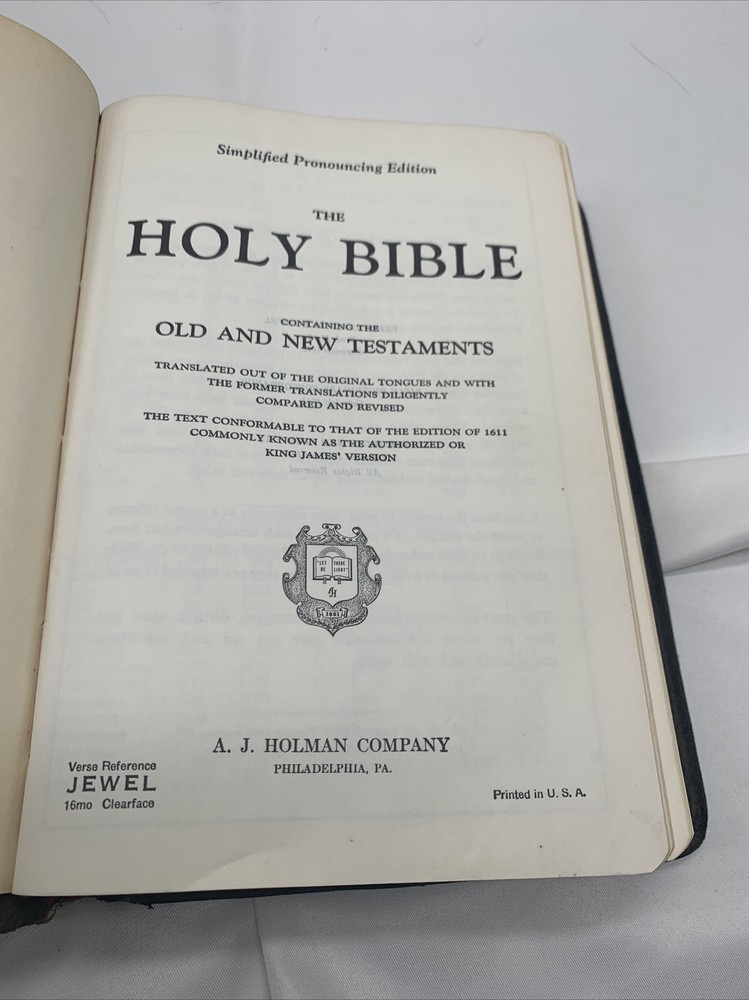 Simplified Pronouncing Edition
THE
HOLY BIBLE
CONTAINING THE
OLD AND NEW TESTAMENTS
TRANSLATED OUT OF THE ORIGINAL TONGUES AND WITH
THE FORMER TRANSLATIONS DILIGENTLY
COMPARED AND REVISED
THE TEXT CONFORMABLE TO THAT OF THE EDITION OF 1611
COMMONLY KNOWN AS THE AUTHORIZED OR
KING JAMES' VERSION
"LET THERE
BE LIGHT"
A. J. HOLMAN COMPANY
PHILADELPHIA, PA.
Verse Reference
JEWEL
16mo Clearface
Printed in U. S. A.